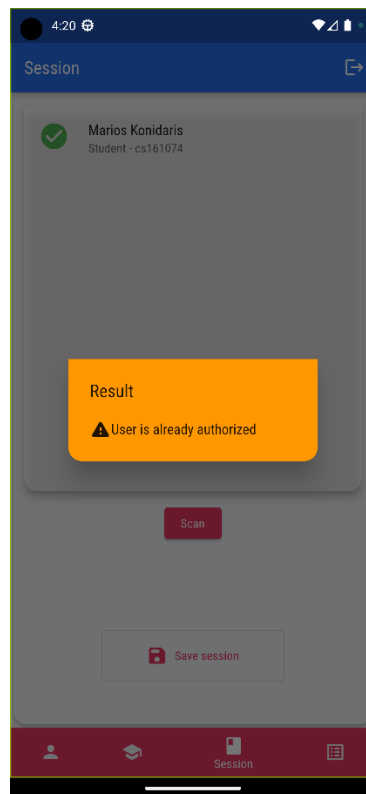 4:20
Session
Marios Konidaris
Student - cs161074
Result
User is already authorized
Scan
Save session
Session